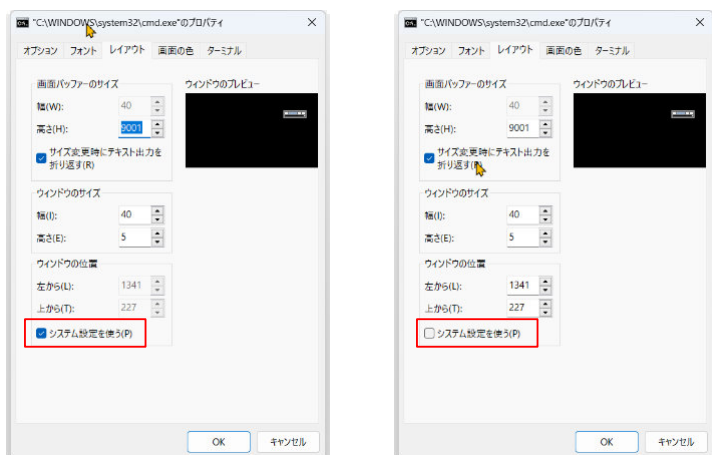 "C:\WINDOWS\system32\cmd.exe"のプロパティ
オプション フォント レイアウト 画面の色 ターミナル
画面バッファーのサイズ
幅(W): 40
高さ(H): 9001
サイズ変更時にテキスト出力を
折り返す(R)
ウィンドウのプレビュー
ウィンドウのサイズ
幅(I): 40
高さ(E): 5
ウィンドウの位置
左から(L): 1341
上から(T): 227
システム設定を使う(P)
OK キャンセル
"C:\WINDOWS\system32\cmd.exe"のプロパティ
オプション フォント レイアウト 画面の色 ターミナル
画面バッファーのサイズ
幅(W): 40
高さ(H): 9001
サイズ変更時にテキスト出力を
折り返す(R)
ウィンドウのプレビュー
ウィンドウのサイズ
幅(I): 40
高さ(E): 5
ウィンドウの位置
左から(L): 1341
上から(T): 227
システム設定を使う(P)
OK キャンセル